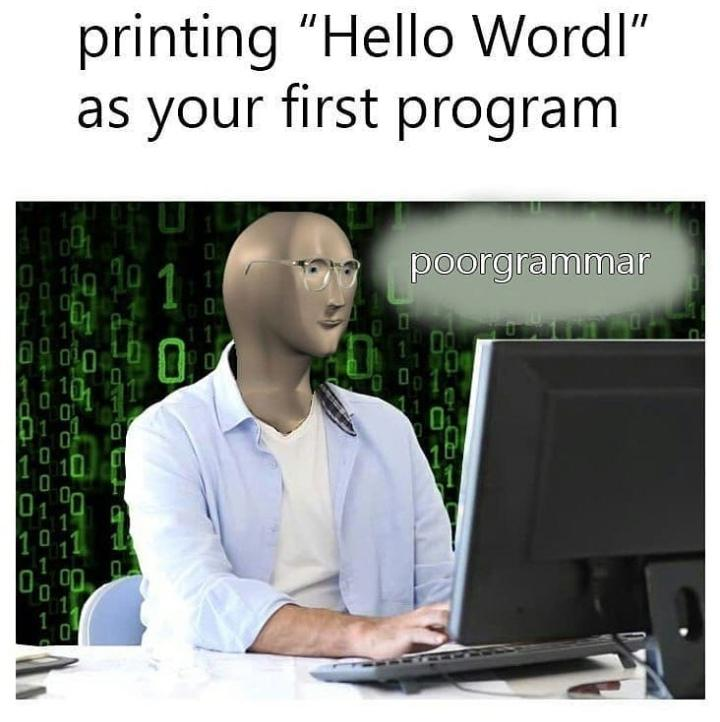 printing “Hello Wordl”
as your first program
poorgrammar